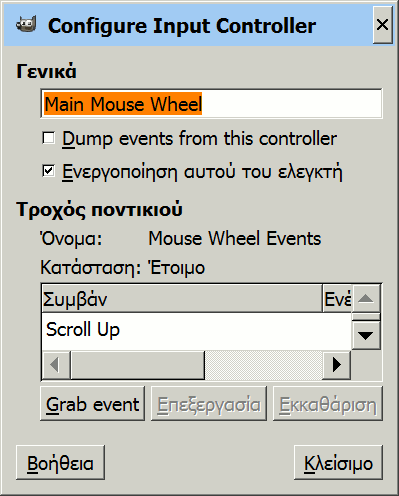 Configure Input Controller
Γενικά
Main Mouse Wheel
Dump events from this controller
Ενεργοποίηση αυτού του ελεγκτή
Τροχός ποντικιού
Όνομα: Mouse Wheel Events
Κατάσταση: Έτοιμο
Συμβάν Ενέ
Scroll Up
Grab event Επεξεργασία Εκκαθάριση
Βοήθεια Κλείσιμο